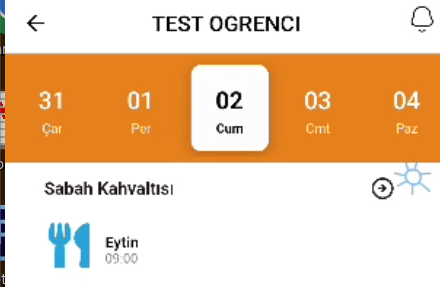 TEST OGRENCI
31 01 02 03 04
Çar Per Cum Cmt Paz
Sabah Kahvaltısı
Eytin
09:00